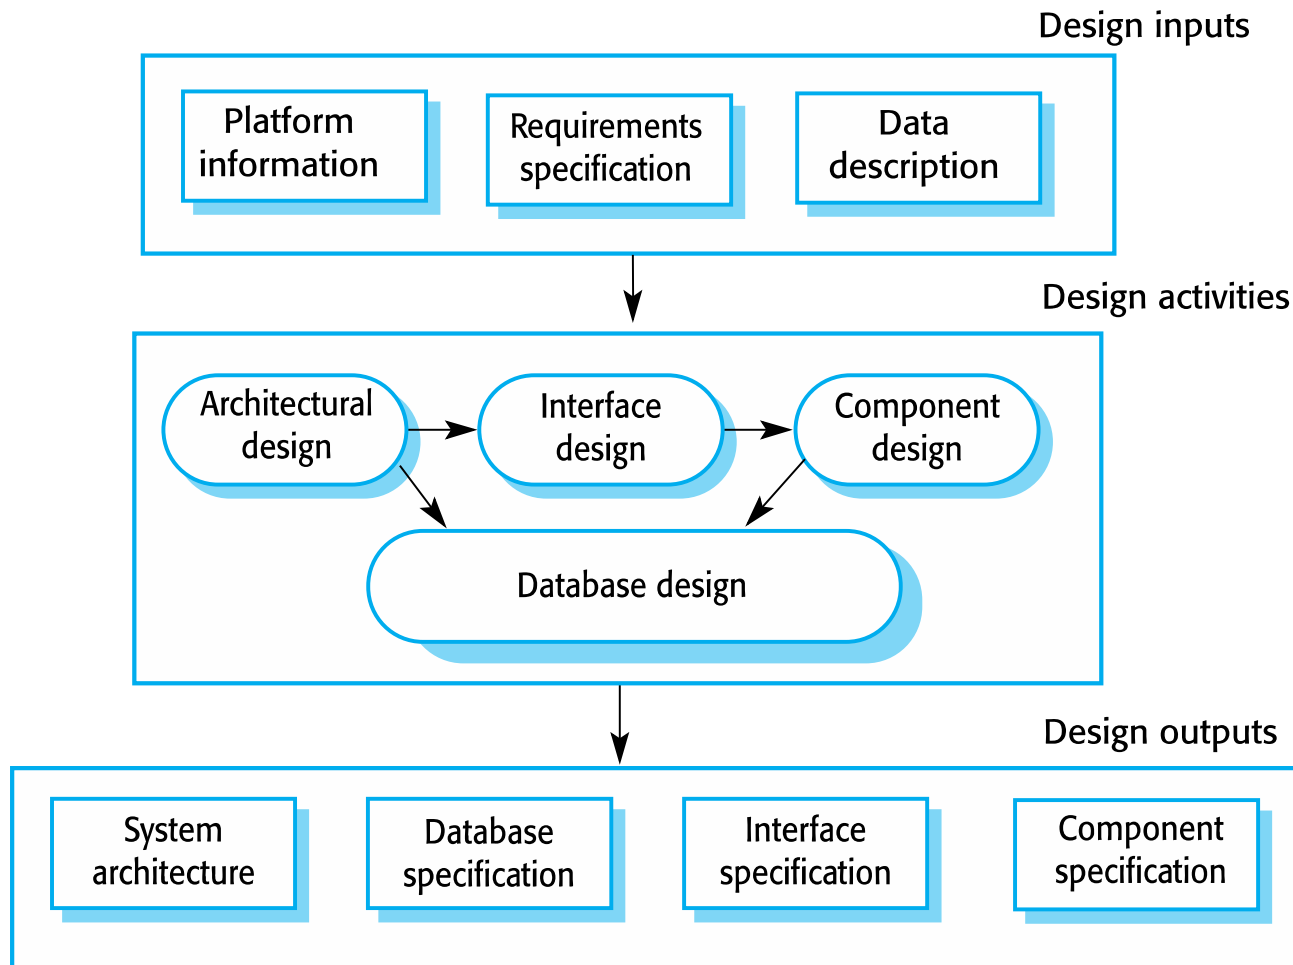 Design inputs
Platform
information
Requirements
specification
Data
description
Design activities
Architectural
design
Interface
design
Component
design
Database design
Design outputs
System
architecture
Database
specification
Interface
specification
Component
specification